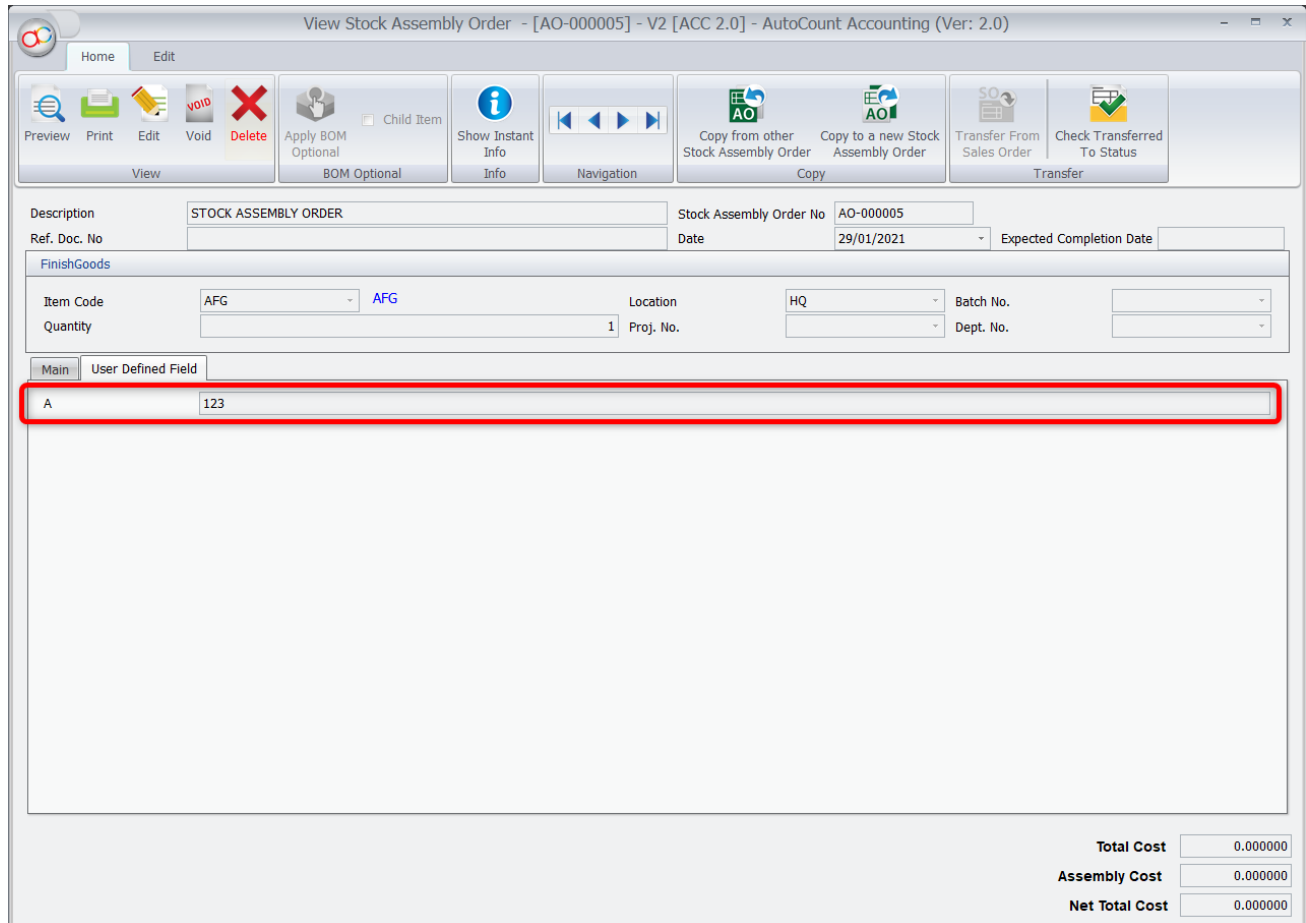 View Stock Assembly Order - [AO-000005] - V2 [ACC 2.0] - AutoCount Accounting (Ver: 2.0)
Home Edit
VOID
AO AO SO
Preview Print Edit Void Delete Apply BOM Optional Child Item Show Instant Info Copy from other Stock Assembly Order Copy to a new Stock Assembly Order Transfer From Sales Order Check Transferred To Status
View BOM Optional Info Navigation Copy Transfer
Description STOCK ASSEMBLY ORDER Stock Assembly Order No AO-000005
Ref. Doc. No Date 29/01/2021 Expected Completion Date
FinishGoods
Item Code AFG AFG Location HQ Batch No.
Quantity 1 Proj. No. Dept. No.
Main User Defined Field
A 123
Total Cost 0.000000
Assembly Cost 0.000000
Net Total Cost 0.000000